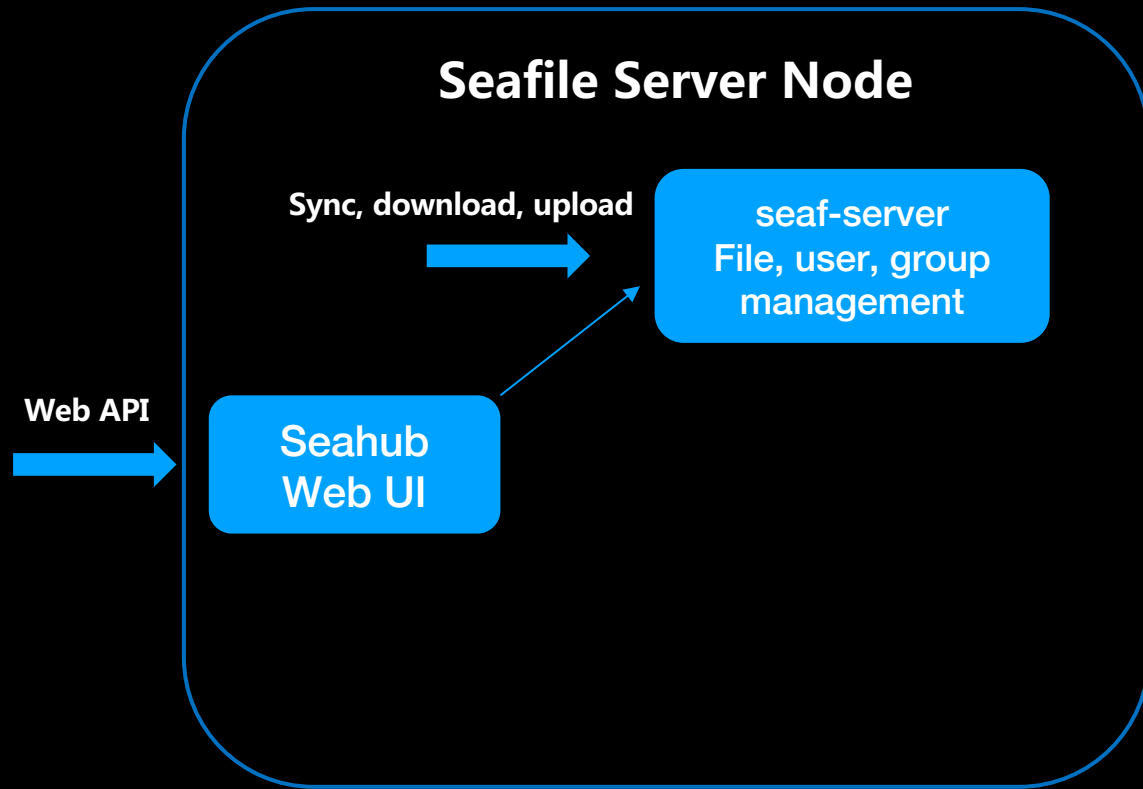 Seafile Server Node
Sync, download, upload
seaf-server
File, user, group
management
Web API
Seahub
Web UI